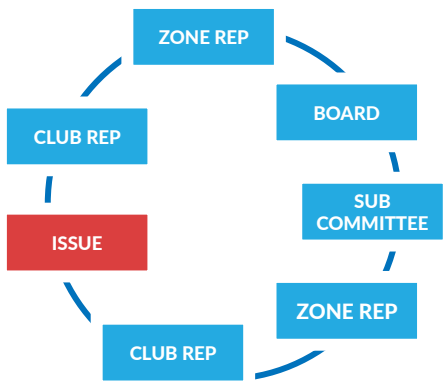 ZONE REP
BOARD
CLUB REP
SUB
COMMITTEE
ISSUE
ZONE REP
CLUB REP